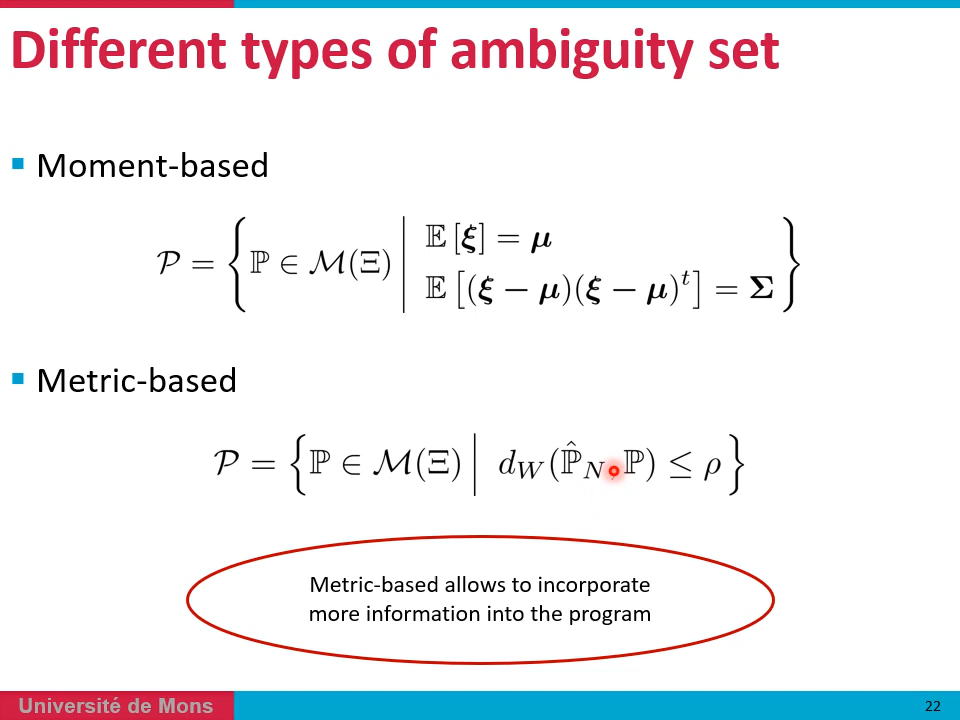 Different types of ambiguity set
▪ Moment-based
𝒫 = { ℙ ∈ ℳ(Ξ) | 𝔼 [ξ] = μ
𝔼 [(ξ − μ)(ξ − μ)ᵗ] = Σ }
▪ Metric-based
𝒫 = { ℙ ∈ ℳ(Ξ) | d_W(ℙ̂_N, ℙ) ≤ ρ }
Metric-based allows to incorporate
more information into the program
Université de Mons
22